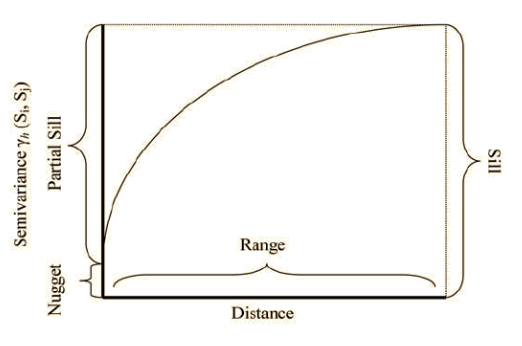 Semivariance γₕ (Sᵢ, Sⱼ)
Partial Sill
Nugget
Range
Distance
Sill